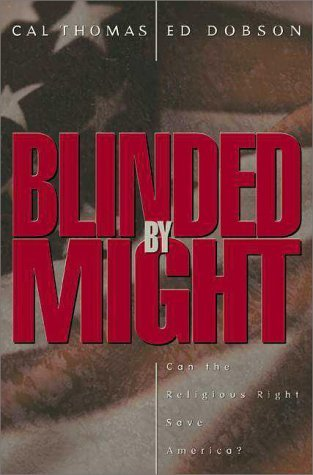 CAL THOMAS ED DOBSON
BLINDED
BY
MIGHT
Can the
Religious Right
Save
America?